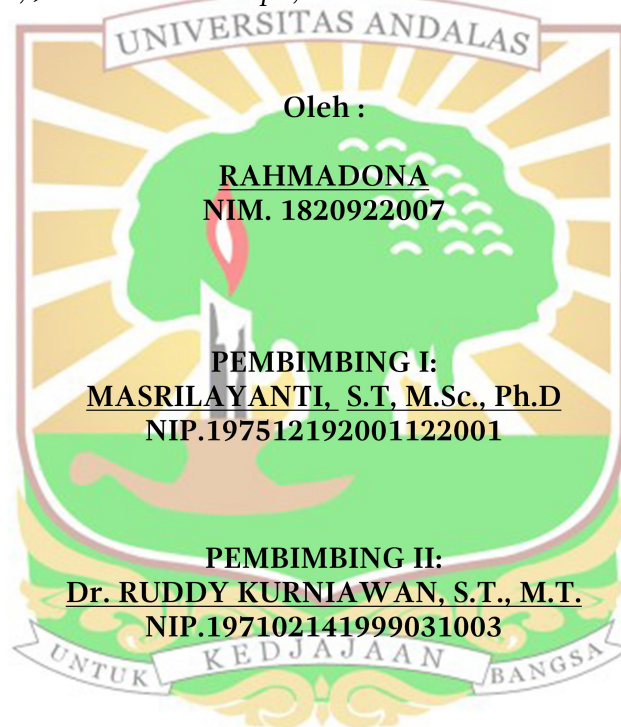 UNIVERSITAS ANDALAS
Oleh :
RAHMADONA
NIM. 1820922007
PEMBIMBING I:
MASRILAYANTI, S.T, M.Sc., Ph.D
NIP.197512192001122001
PEMBIMBING II:
Dr. RUDDY KURNIAWAN, S.T., M.T.
NIP.197102141999031003
UNTUK KEDJAJAAN BANGSA